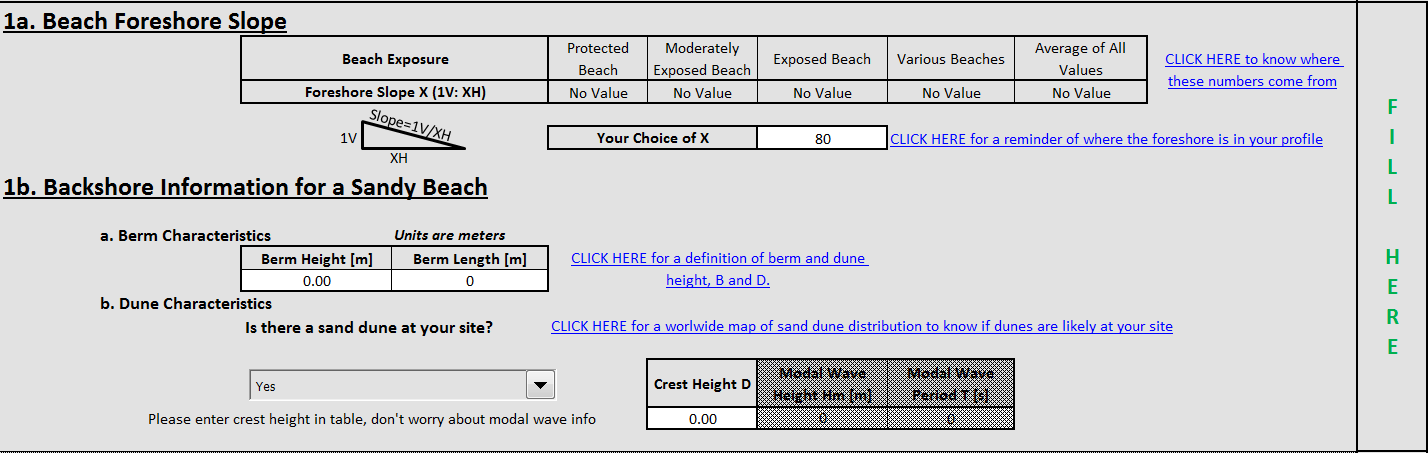 1a. Beach Foreshore Slope
Beach Exposure Protected Beach Moderately Exposed Beach Exposed Beach Various Beaches Average of All Values
CLICK HERE to know where
these numbers come from
Foreshore Slope X (1V: XH) No Value No Value No Value No Value No Value
Slope=1V/XH
1V
XH
Your Choice of X 80 CLICK HERE for a reminder of where the foreshore is in your profile
1b. Backshore Information for a Sandy Beach
a. Berm Characteristics Units are meters
Berm Height [m] Berm Length [m]
0.00 0
CLICK HERE for a definition of berm and dune
height, B and D.
b. Dune Characteristics
Is there a sand dune at your site? CLICK HERE for a worlwide map of sand dune distribution to know if dunes are likely at your site
Yes
Crest Height D Modal Wave Height Hm [m] Modal Wave Period T [s]
Please enter crest height in table, don't worry about modal wave info
0.00 0 0
FILL HERE